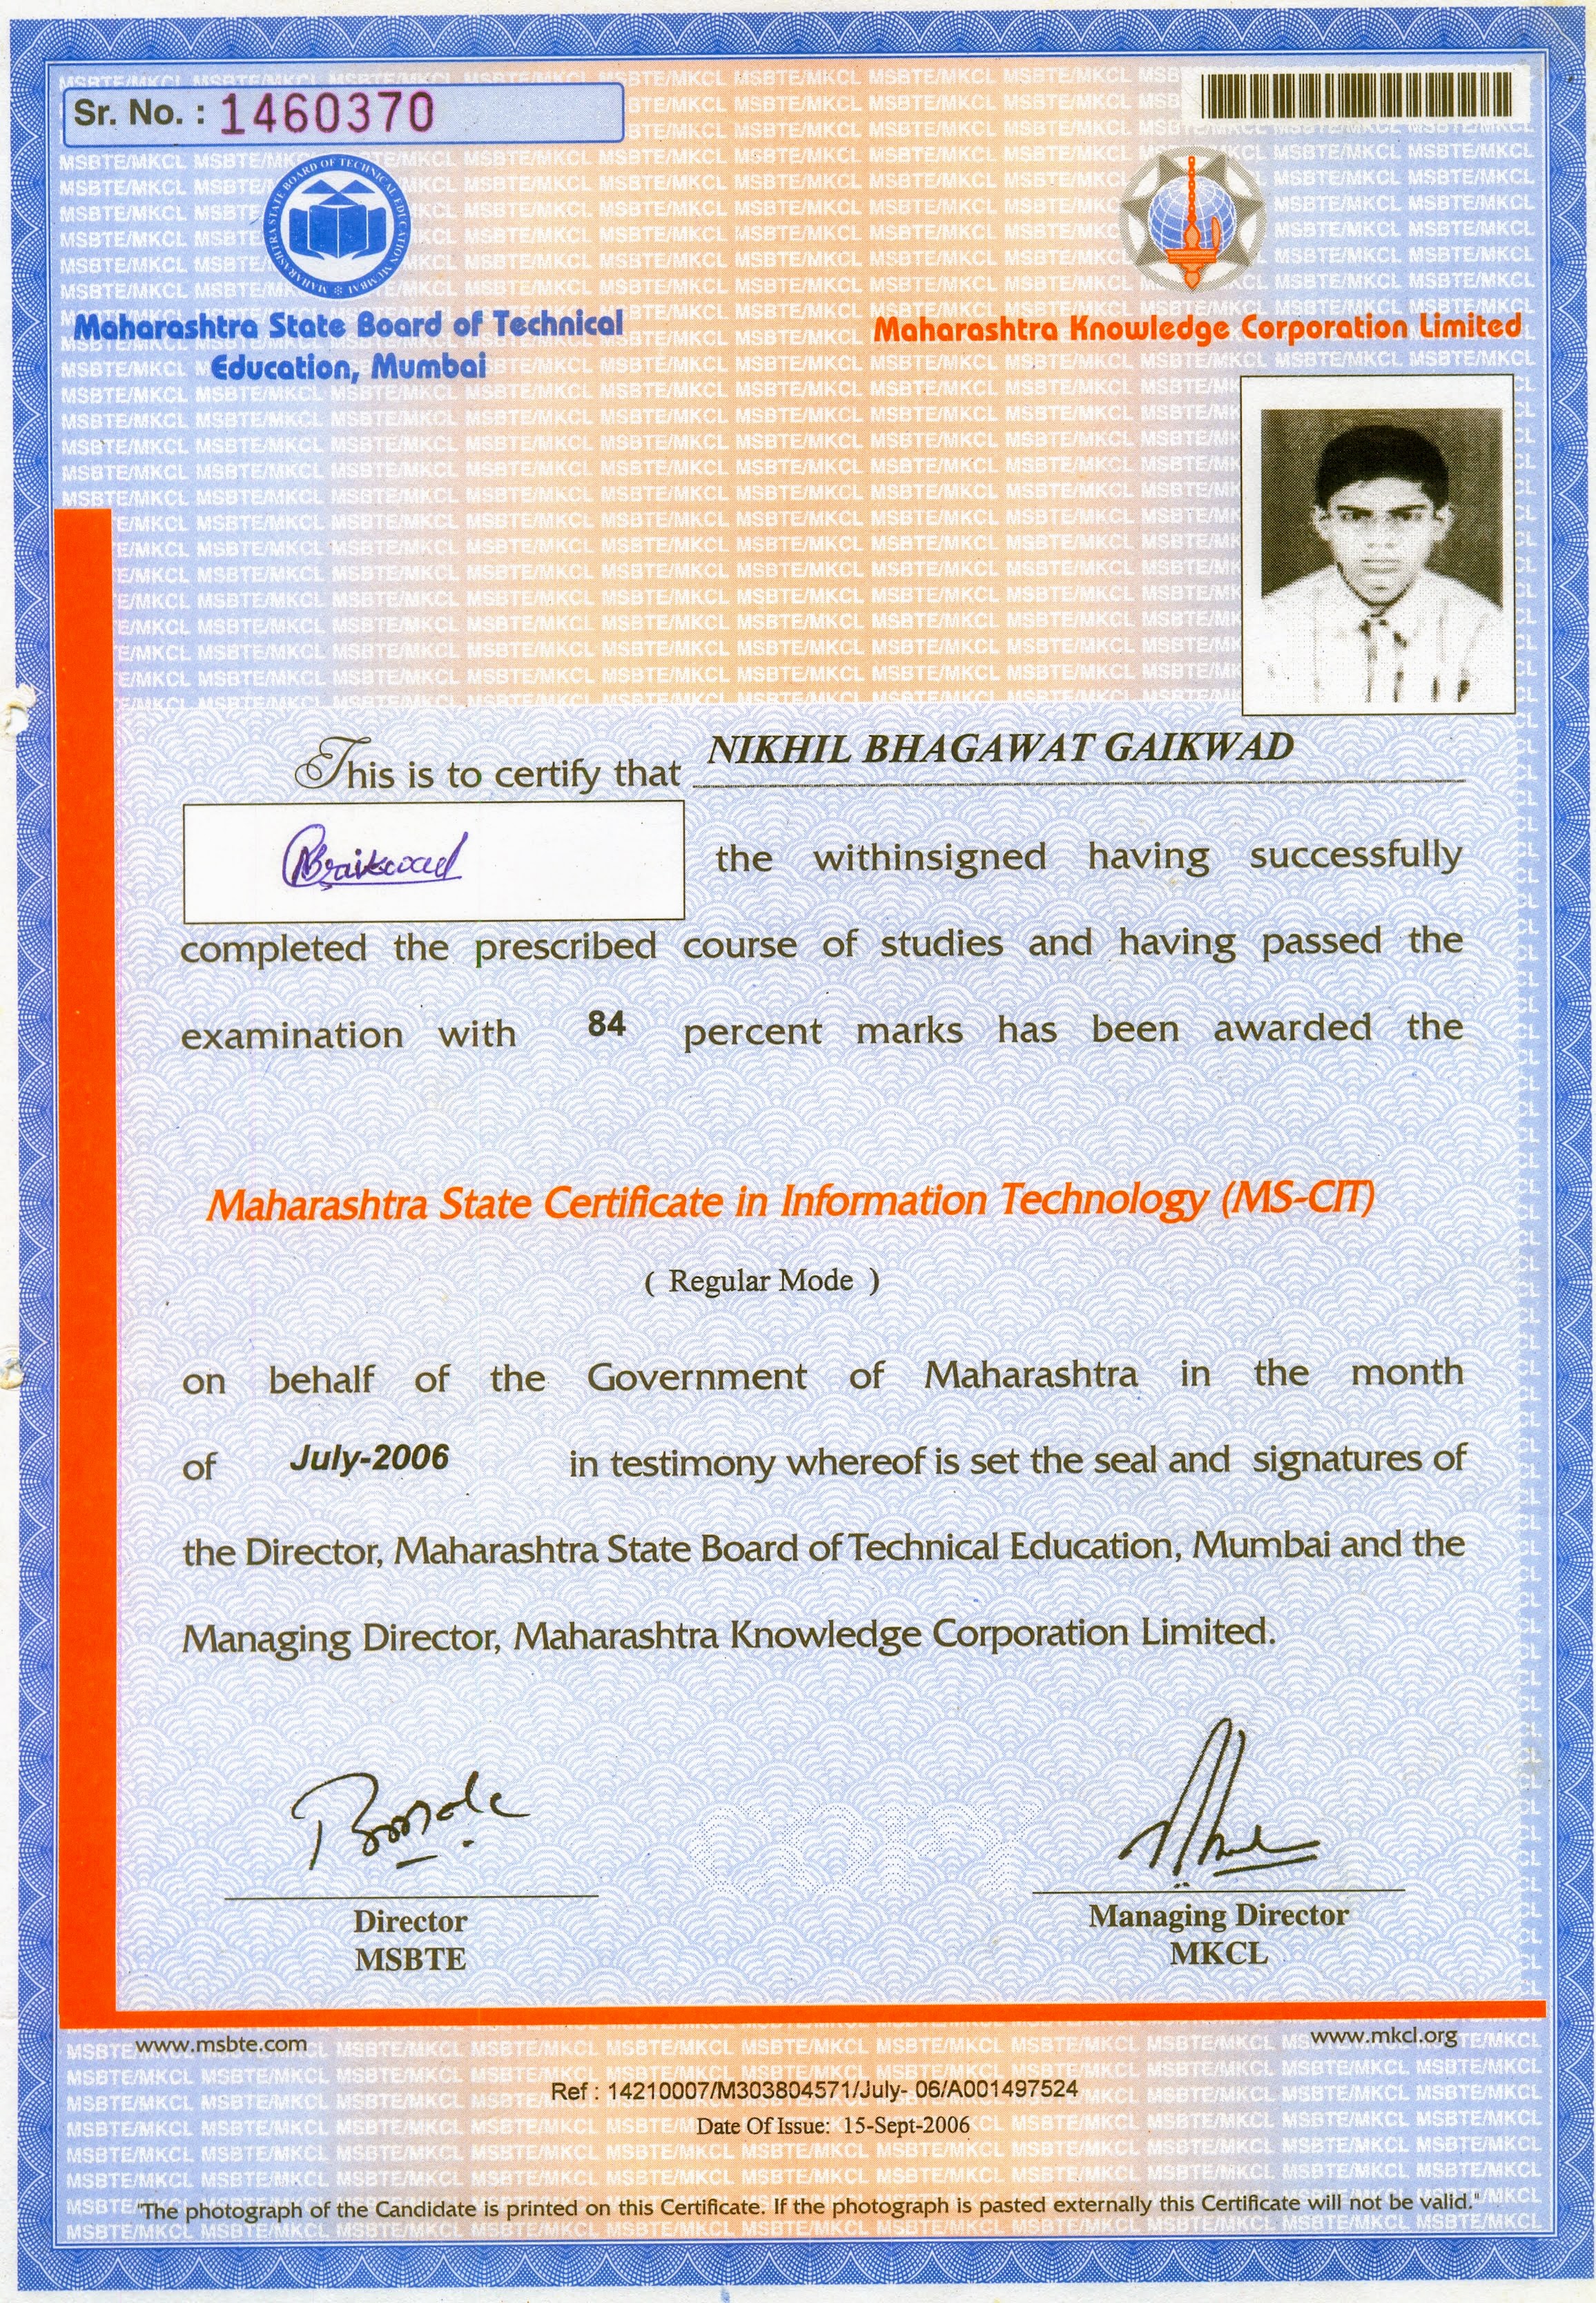 Sr. No. : 1460370
MAHARASHTRA STATE BOARD OF TECHNICAL EDUCATION MUMBAI
Maharashtra State Board of Technical
Education, Mumbai
Maharashtra Knowledge Corporation Limited
This is to certify that NIKHIL BHAGAWAT GAIKWAD
the withinsigned having successfully
completed the prescribed course of studies and having passed the
examination with 84 percent marks has been awarded the
Maharashtra State Certificate in Information Technology (MS-CIT)
( Regular Mode )
on behalf of the Government of Maharashtra in the month
of July-2006 in testimony whereof is set the seal and signatures of
the Director, Maharashtra State Board of Technical Education, Mumbai and the
Managing Director, Maharashtra Knowledge Corporation Limited.
COPY
Director
MSBTE
Managing Director
MKCL
www.msbte.com
www.mkcl.org
Ref : 14210007/M303804571/July- 06/A001497524
Date Of Issue: 15-Sept-2006
"The photograph of the Candidate is printed on this Certificate. If the photograph is pasted externally this Certificate will not be valid."